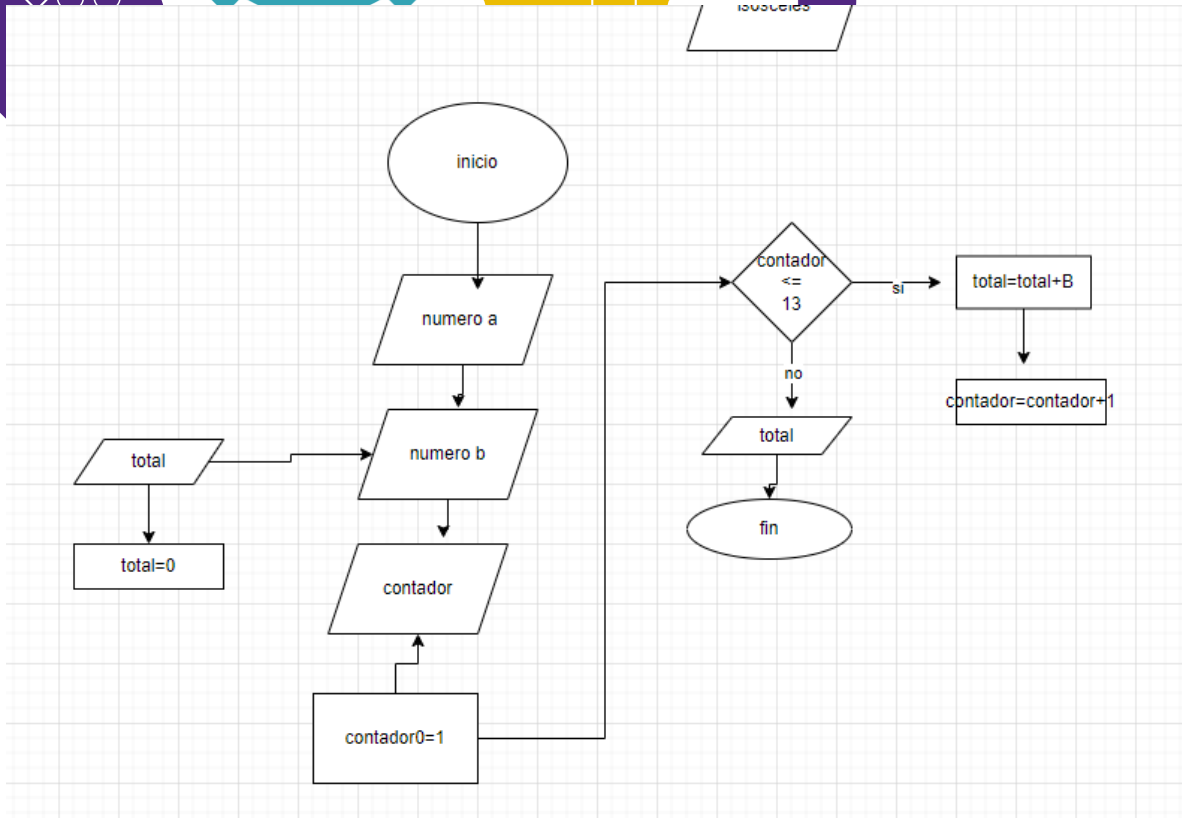 isósceles
inicio
numero a
numero b
total
total=0
contador
contador0=1
contador
<=
13
si
no
total=total+B
contador=contador+1
total
fin